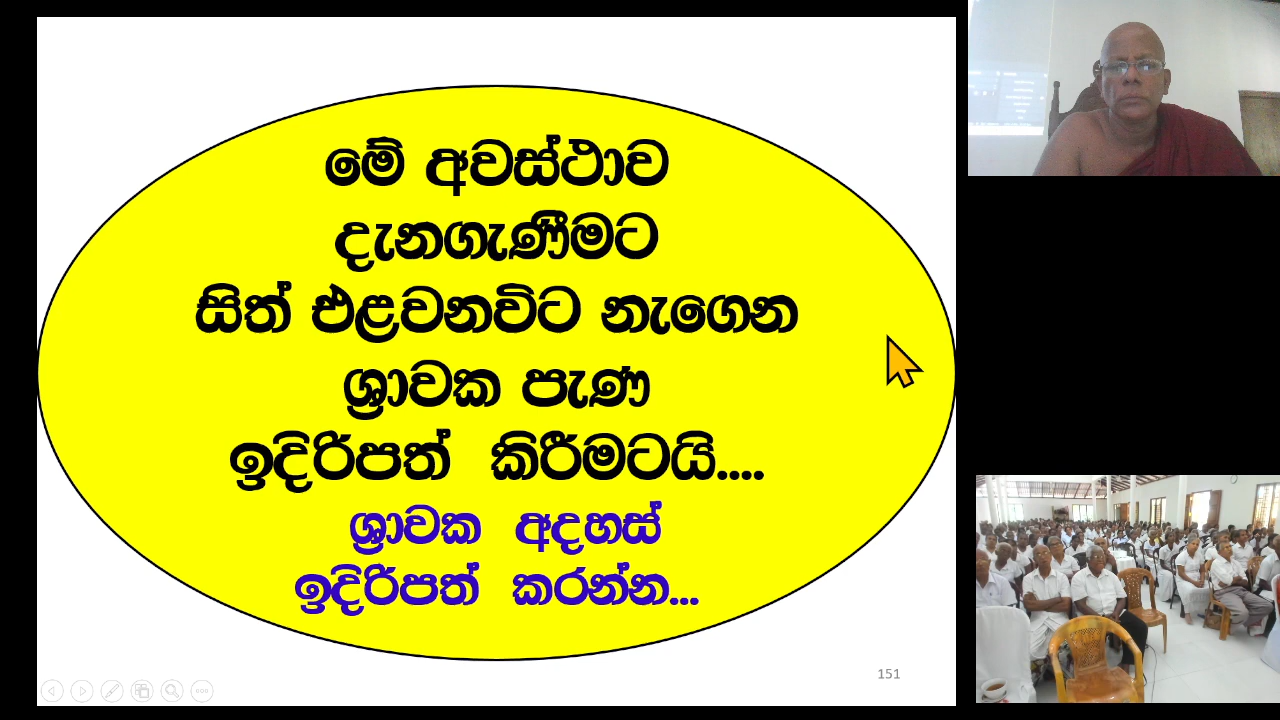 මේ අවස්ථාව
දැනගැණීමට
සිත් එළවනවිට නැගෙන
ශ්‍රාවක පැණ
ඉදිරිපත් කිරීමටයි....
ශ්‍රාවක අදහස්
ඉදිරිපත් කරන්න...
151